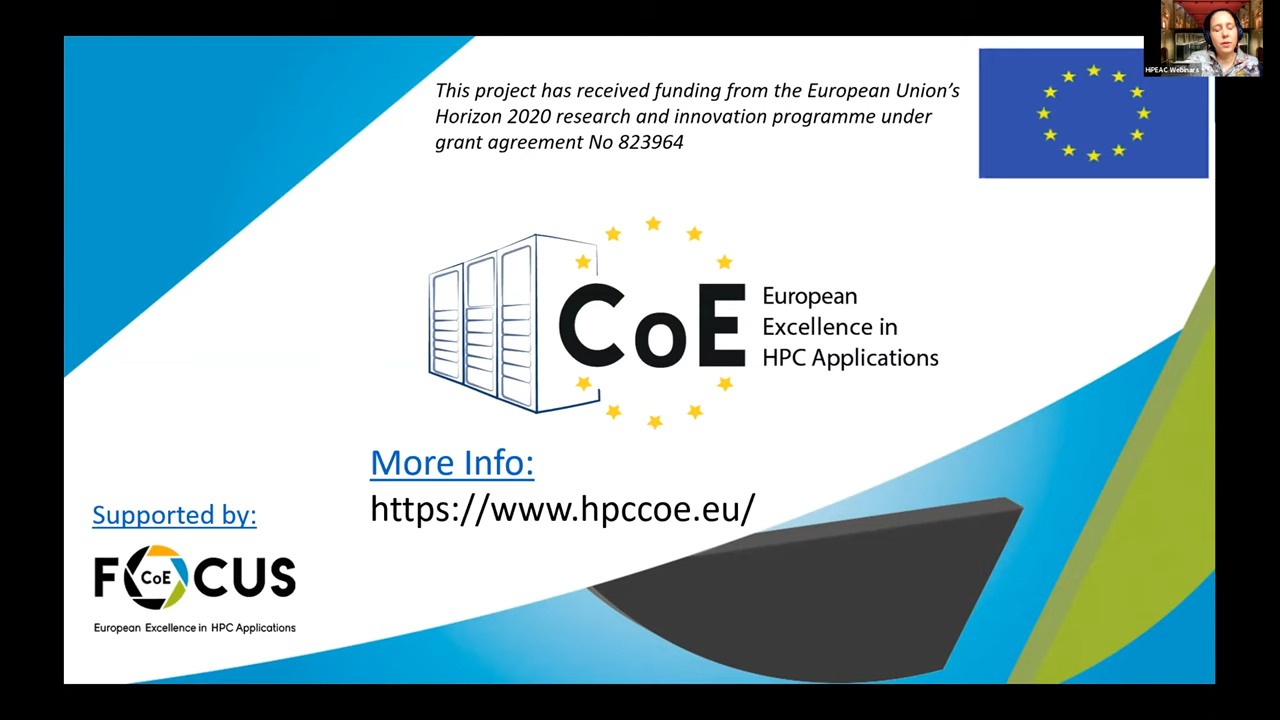 HPEAC Webinars
This project has received funding from the European Union's
Horizon 2020 research and innovation programme under
grant agreement No 823964
CoE
European
Excellence in
HPC Applications
More Info:
https://www.hpccoe.eu/
Supported by:
FOCUS
CoE
European Excellence in HPC Applications